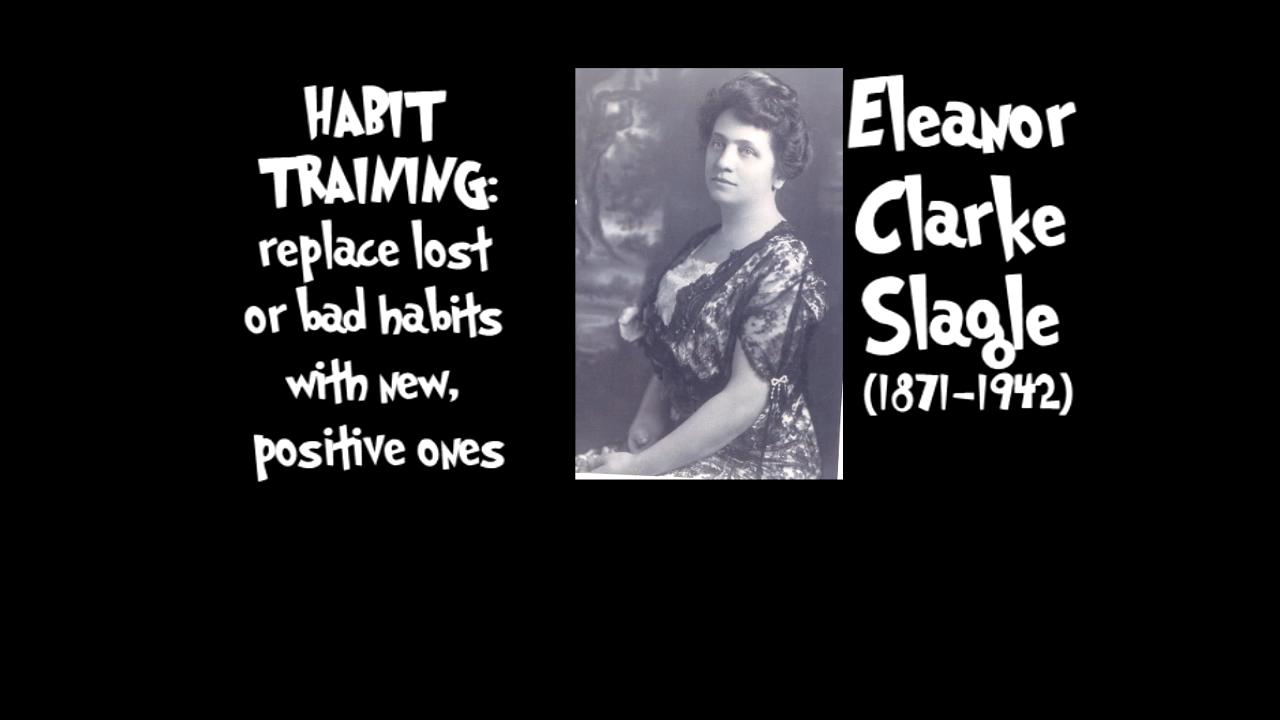 HABIT
TRAINING:
replace lost
or bad habits
with new,
positive ones
Eleanor
Clarke
Slagle
(1871-1942)